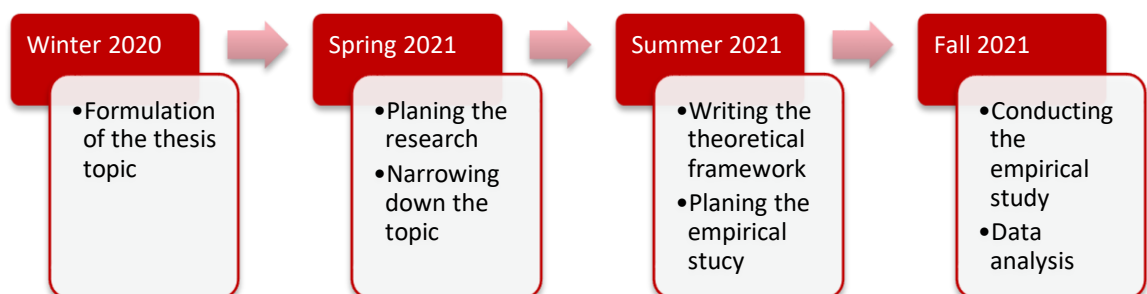 Winter 2020
•Formulation
of the thesis
topic
Spring 2021
•Planing the
research
•Narrowing
down the
topic
Summer 2021
•Writing the
theoretical
framework
•Planing the
empirical
stucy
Fall 2021
•Conducting
the
empirical
study
•Data
analysis